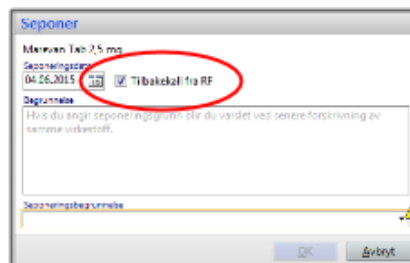 Seponer
Marevan Tab 2,5 mg
Seponeringsdato
04.06.2015
15
Tilbakekall fra RF
Begrunnelse
Hvis du angir seponeringsgrunn blir du varslet ved senere forskrivning av
samme virkestoff.
Seponeringsbegrunnelse
OK
Avbryt